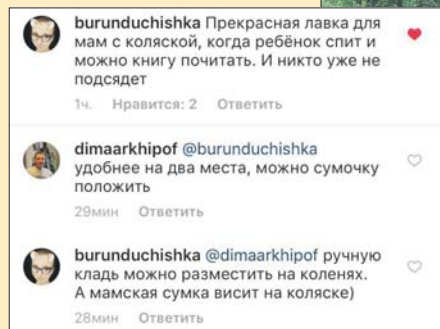 burunduchishka Прекрасная лавка для
мам с коляской, когда ребёнок спит и
можно книгу почитать. И никто уже не
подсядет
1ч. Нравится: 2 Ответить
dimaarkhipof @burunduchishka
удобнее на два места, можно сумочку
положить
29мин Ответить
burunduchishka @dimaarkhipof ручную
кладь можно разместить на коленях.
А мамская сумка висит на коляске)
28мин Ответить